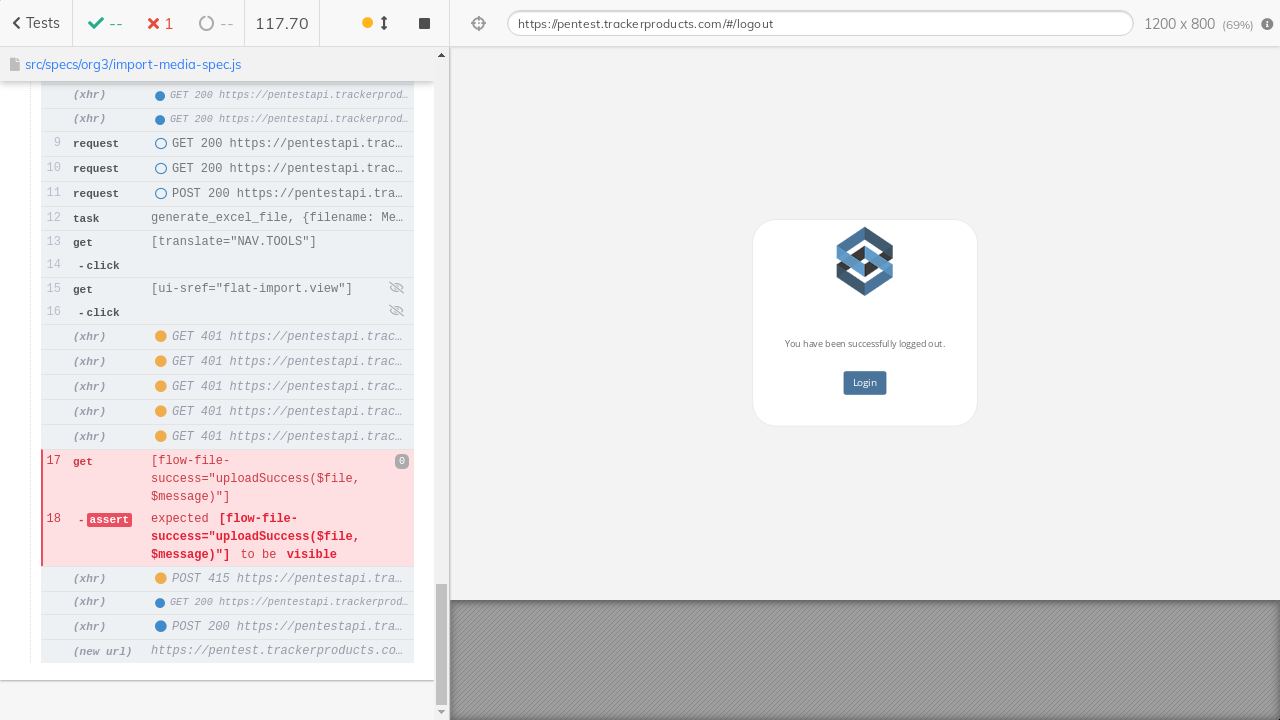 Tests -- 1 -- 117.70
https://pentest.trackerproducts.com/#/logout 1200 x 800 (69%)
src/specs/org3/import-media-spec.js
(xhr) GET 200 https://pentestapi.trackerprod…
(xhr) GET 200 https://pentestapi.trackerprod…
9 request GET 200 https://pentestapi.trac…
10 request GET 200 https://pentestapi.trac…
11 request POST 200 https://pentestapi.tra…
12 task generate_excel_file, {filename: Me…
13 get [translate="NAV.TOOLS"]
14 -click
15 get [ui-sref="flat-import.view"]
16 -click
(xhr) GET 401 https://pentestapi.trac…
(xhr) GET 401 https://pentestapi.trac…
(xhr) GET 401 https://pentestapi.trac…
(xhr) GET 401 https://pentestapi.trac…
(xhr) GET 401 https://pentestapi.trac…
17 get [flow-file- 0
success="uploadSuccess($file,
$message)"]
18 -assert expected [flow-file-
success="uploadSuccess($file,
$message)"] to be visible
(xhr) POST 415 https://pentestapi.tra…
(xhr) GET 200 https://pentestapi.trackerprod…
(xhr) POST 200 https://pentestapi.tra…
(new url) https://pentest.trackerproducts.co…
You have been successfully logged out.
Login